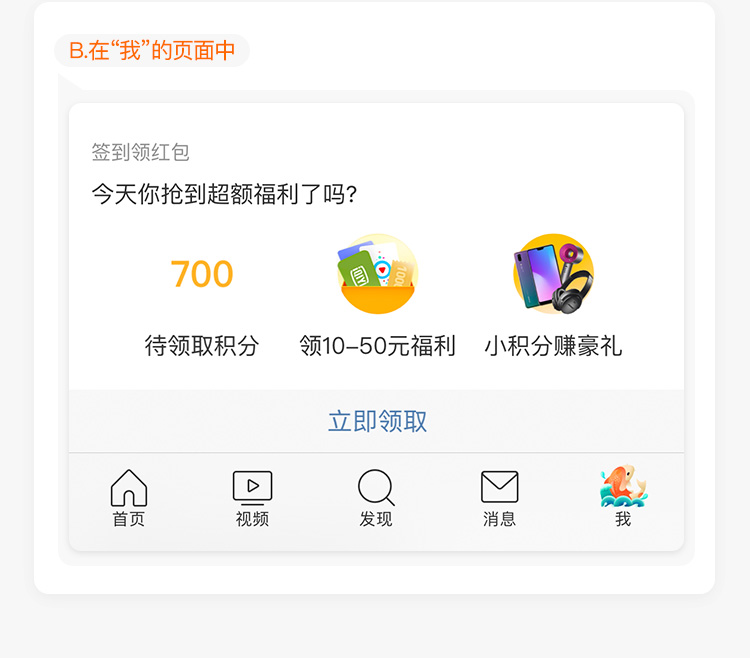 B.在“我”的页面中
签到领红包
今天你抢到超额福利了吗?
700
待领取积分
领10-50元福利
小积分赚豪礼
立即领取
首页
视频
发现
消息
我